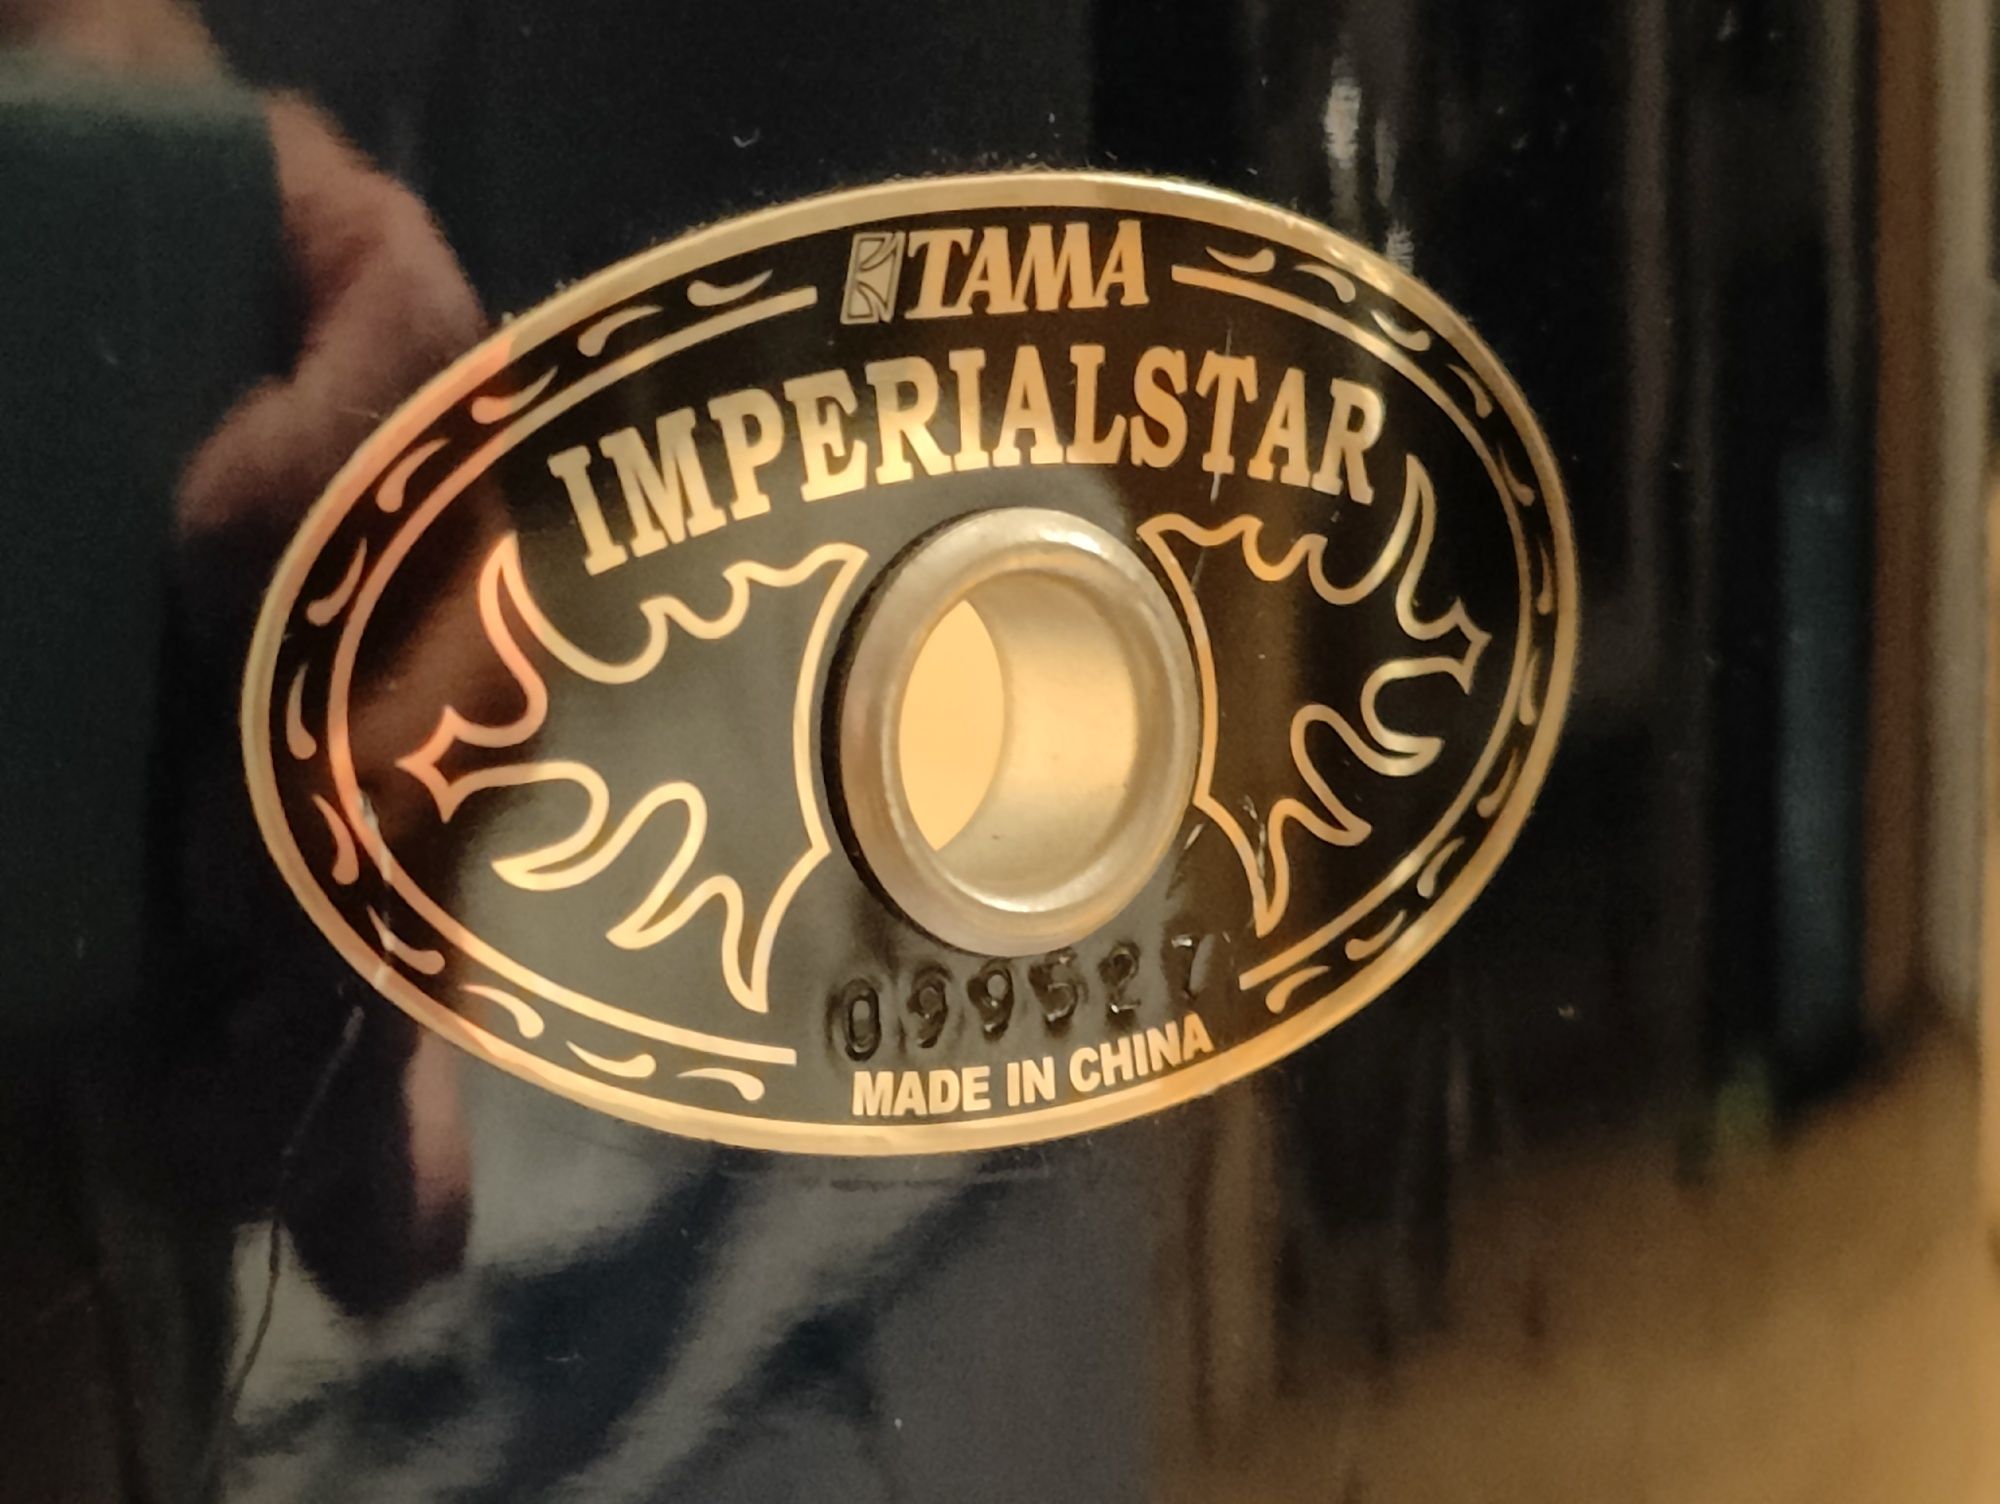 TAMA
IMPERIALSTAR
099527
MADE IN CHINA